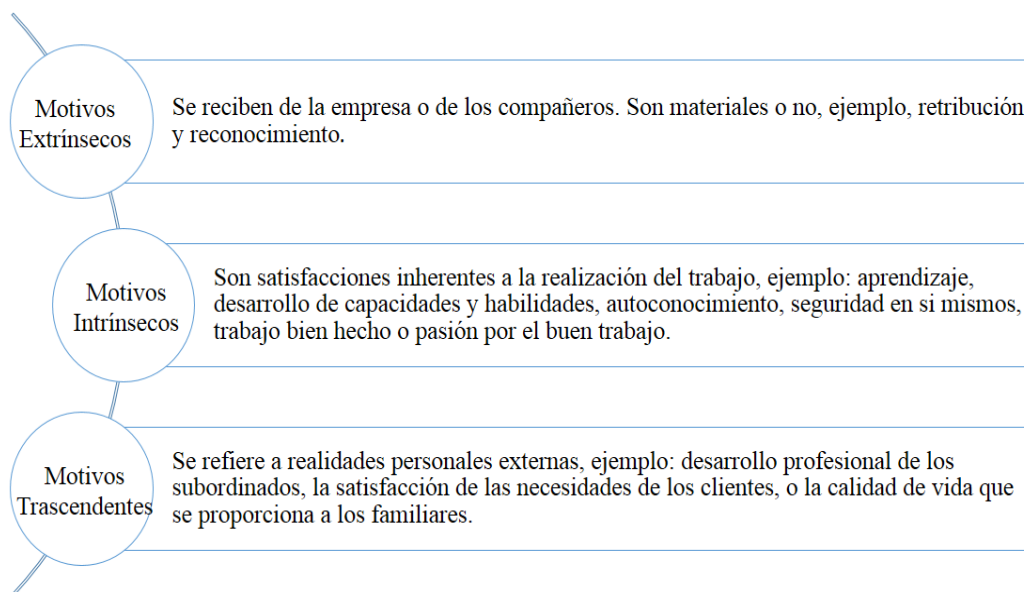 Motivos
Extrínsecos
Se reciben de la empresa o de los compañeros. Son materiales o no, ejemplo, retribución
y reconocimiento.
Motivos
Intrínsecos
Son satisfacciones inherentes a la realización del trabajo, ejemplo: aprendizaje,
desarrollo de capacidades y habilidades, autoconocimiento, seguridad en si mismos,
trabajo bien hecho o pasión por el buen trabajo.
Motivos
Trascendentes
Se refiere a realidades personales externas, ejemplo: desarrollo profesional de los
subordinados, la satisfacción de las necesidades de los clientes, o la calidad de vida que
se proporciona a los familiares.